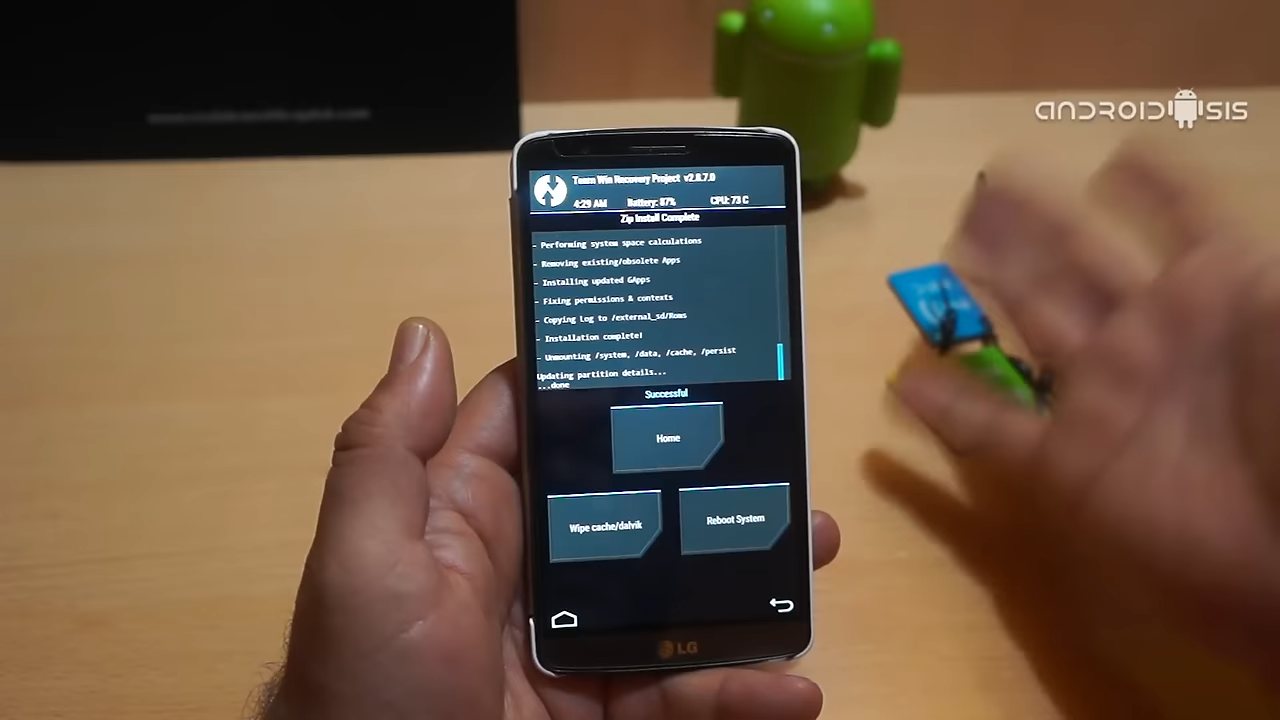 ANDROIDSIS
Team Win Recovery Project v2.8.7.0
4:29 AM Battery: 87% CPU: 73 C
Zip Install Complete
- Performing system space calculations
- Removing existing/obsolete Apps
- Installing updated GApps
- Fixing permissions & contexts
- Copying Log to /external_sd/Roms
- Installation complete!
- Unmounting /system, /data, /cache, /persist
Updating partition details...
...done
Successful
Home
Wipe cache/dalvik
Reboot System
LG